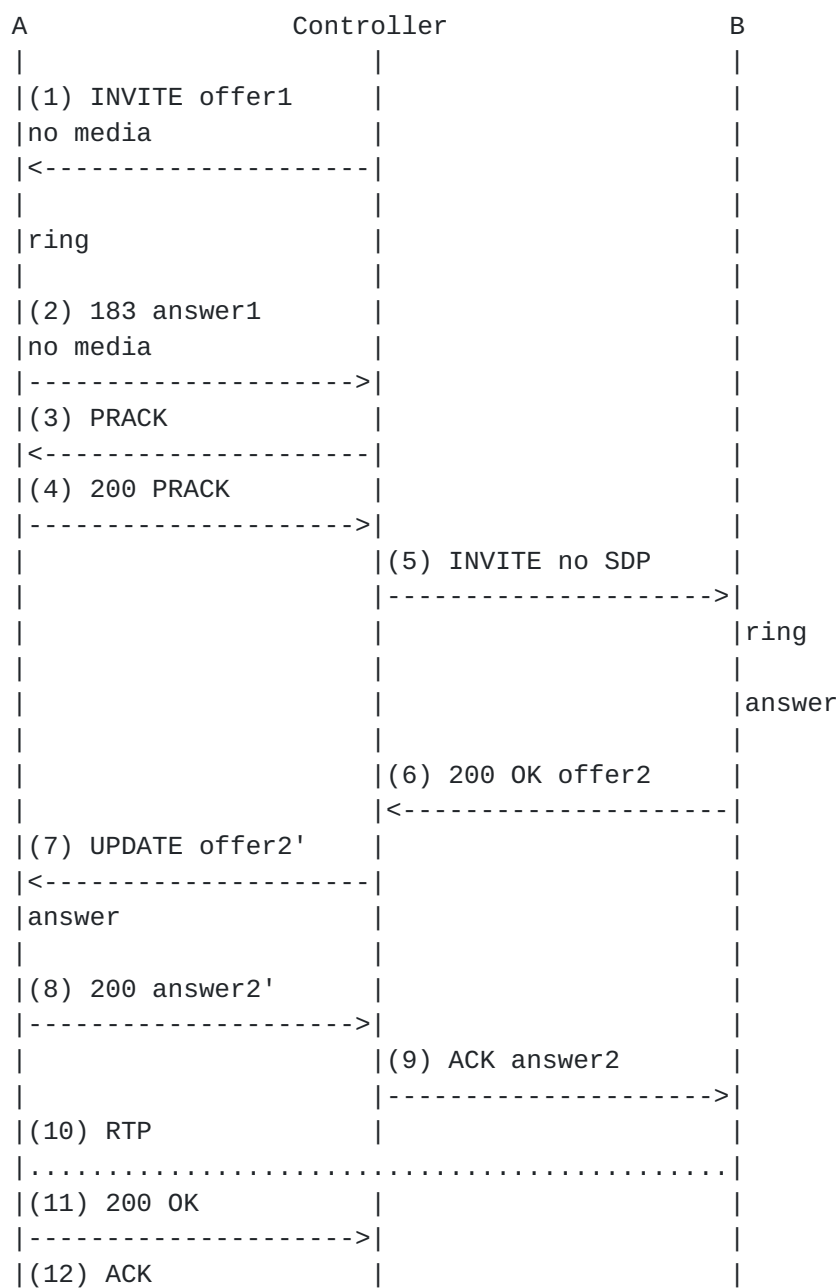 A                 Controller                  B
|                      |                      |
|(1) INVITE offer1     |                      |
|no media              |                      |
|<---------------------|                      |
|                      |                      |
|ring                  |                      |
|                      |                      |
|(2) 183 answer1       |                      |
|no media              |                      |
|--------------------->|                      |
|(3) PRACK             |                      |
|<---------------------|                      |
|(4) 200 PRACK         |                      |
|--------------------->|                      |
|                      |(5) INVITE no SDP     |
|                      |--------------------->|
|                      |                      |ring
|                      |                      |
|                      |                      |answer
|                      |                      |
|                      |(6) 200 OK offer2     |
|                      |<---------------------|
|(7) UPDATE offer2'    |                      |
|<---------------------|                      |
|answer                |                      |
|                      |                      |
|(8) 200 answer2'      |                      |
|--------------------->|                      |
|                      |(9) ACK answer2       |
|                      |--------------------->|
|(10) RTP              |                      |
|.............................................|
|(11) 200 OK           |                      |
|--------------------->|                      |
|(12) ACK              |                      |